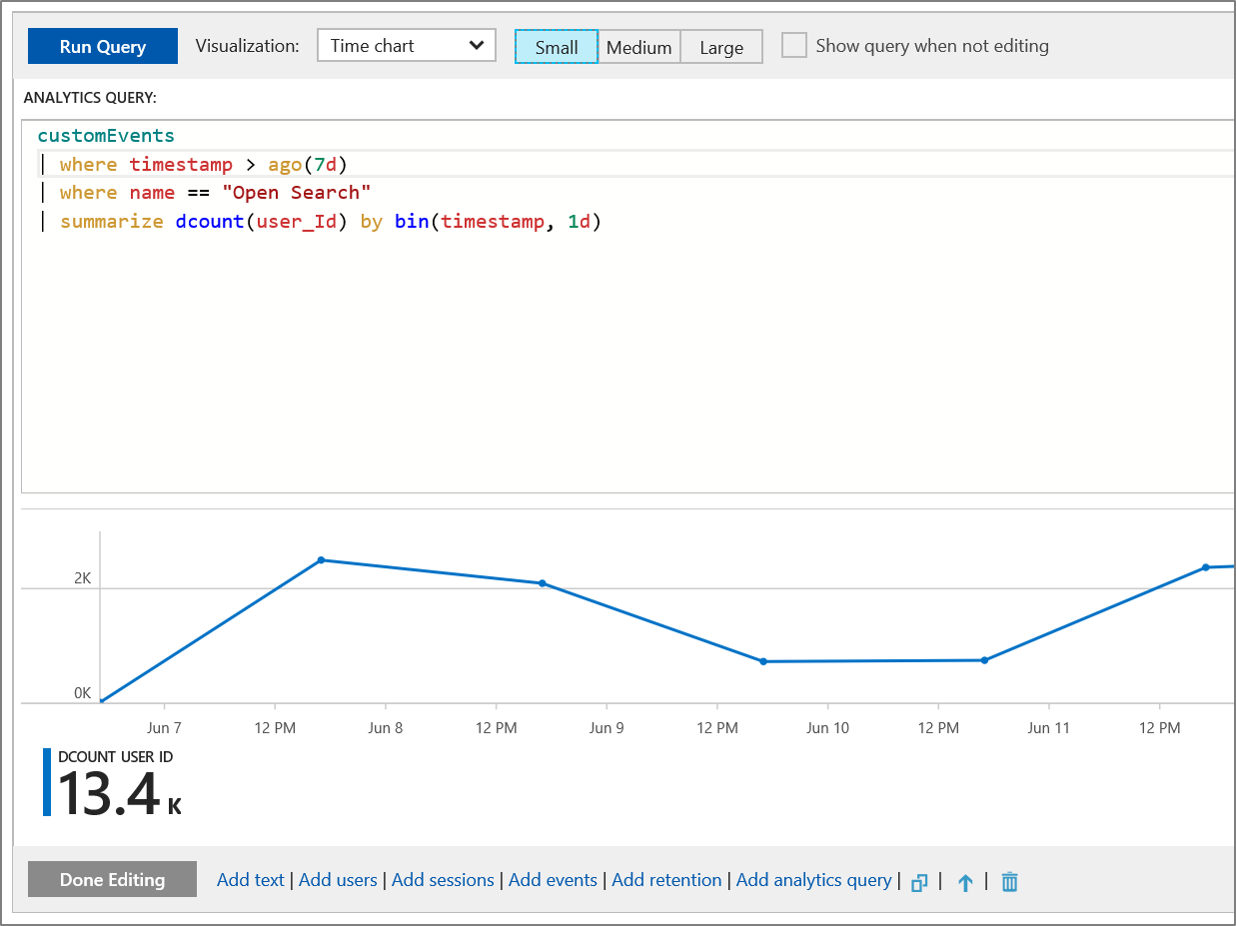 Run Query Visualization: Time chart Small Medium Large Show query when not editing
ANALYTICS QUERY:
customEvents
| where timestamp > ago(7d)
| where name == "Open Search"
| summarize dcount(user_Id) by bin(timestamp, 1d)
2K
0K
Jun 7 12 PM Jun 8 12 PM Jun 9 12 PM Jun 10 12 PM Jun 11 12 PM
DCOUNT USER ID
13.4 K
Done Editing Add text | Add users | Add sessions | Add events | Add retention | Add analytics query | | |